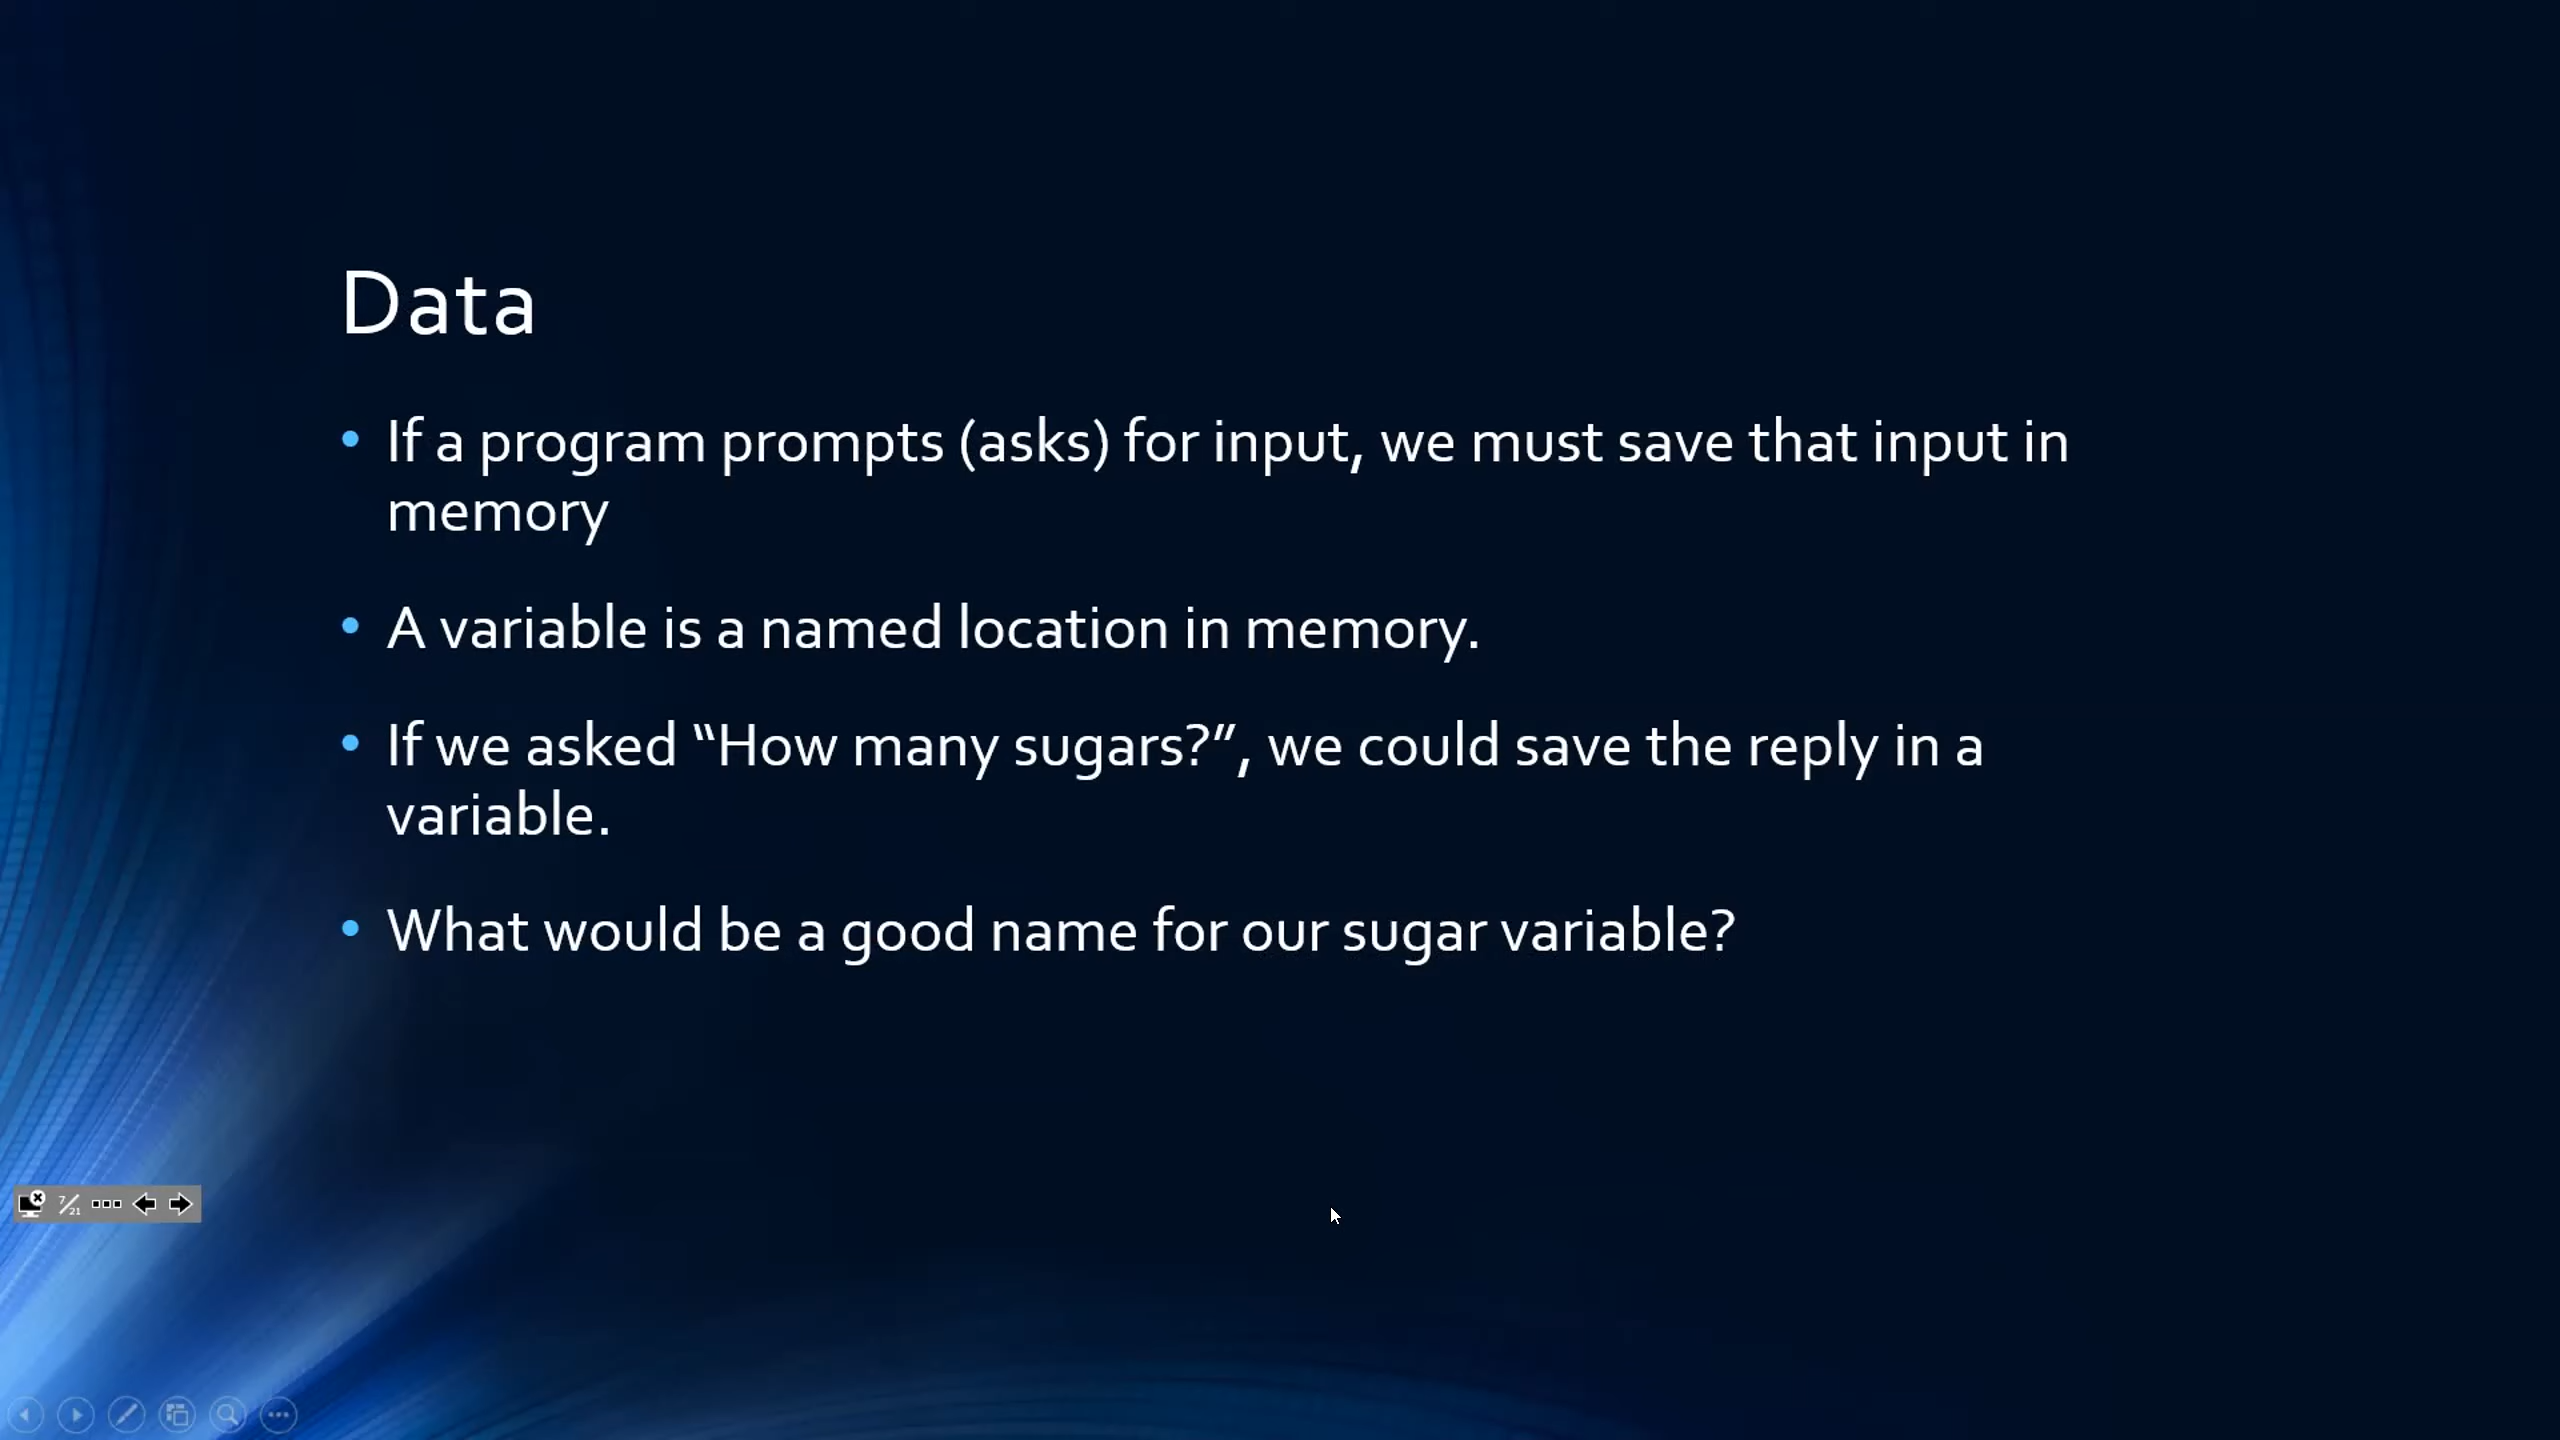 Data
• If a program prompts (asks) for input, we must save that input in
memory
• A variable is a named location in memory.
• If we asked “How many sugars?”, we could save the reply in a
variable.
• What would be a good name for our sugar variable?
7/21